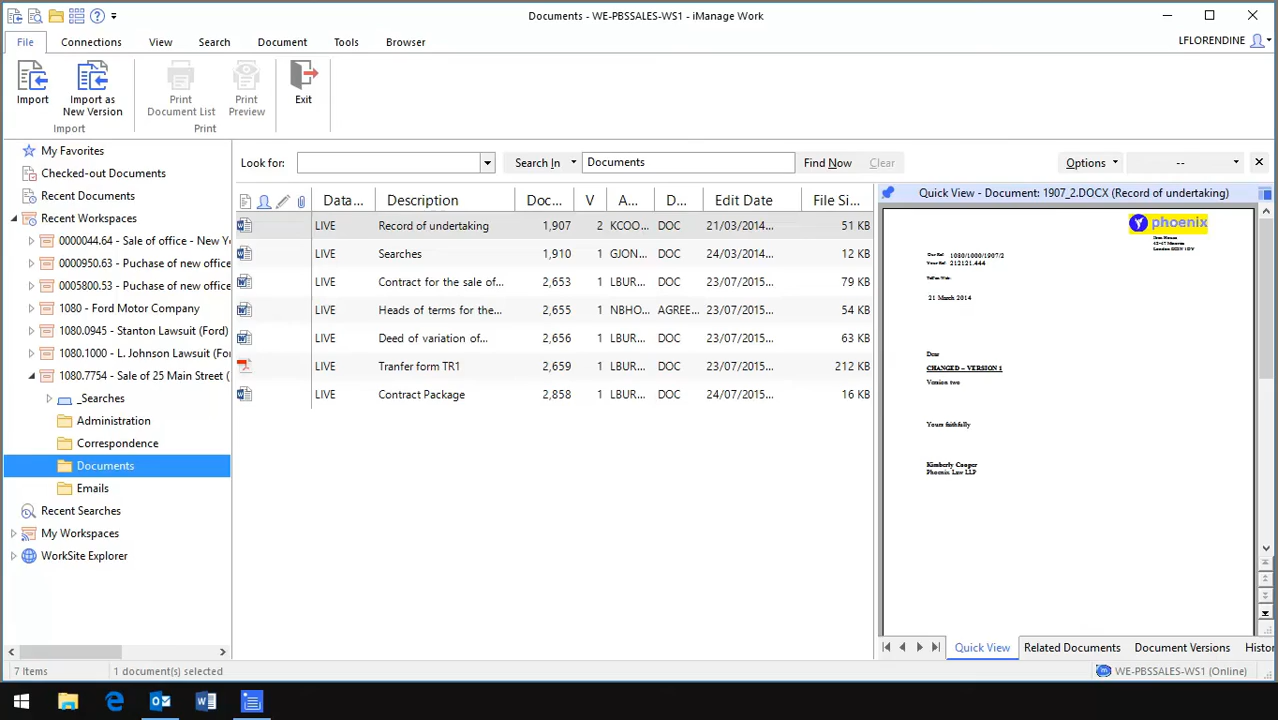 Documents - WE-PBSSALES-WS1 - iManage Work
File Connections View Search Document Tools Browser
LFLORENDINE
Import
Import as
New Version
Print
Document List
Print
Preview
Exit
Import
Print
My Favorites
Checked-out Documents
Recent Documents
Recent Workspaces
0000044.64 - Sale of office - New Yo
0000950.63 - Puchase of new office
0005800.53 - Puchase of new office
1080 - Ford Motor Company
1080.0945 - Stanton Lawsuit (Ford)
1080.1000 - L. Johnson Lawsuit (Ford
1080.7754 - Sale of 25 Main Street (
_Searches
Administration
Correspondence
Documents
Emails
Recent Searches
My Workspaces
WorkSite Explorer
Look for: Search In Documents Find Now Clear Options --
Data... Description Doc... V A... D... Edit Date File Si...
LIVE Record of undertaking 1,907 2 KCOO... DOC 21/03/2014... 51 KB
LIVE Searches 1,910 1 GJON... DOC 24/03/2014... 12 KB
LIVE Contract for the sale of... 2,653 1 LBUR... DOC 23/07/2015... 79 KB
LIVE Heads of terms for the... 2,655 1 NBHO... AGREE... 23/07/2015... 54 KB
LIVE Deed of variation of... 2,656 1 LBUR... DOC 23/07/2015... 63 KB
LIVE Tranfer form TR1 2,659 1 LBUR... DOC 23/07/2015... 212 KB
LIVE Contract Package 2,858 1 LBUR... DOC 24/07/2015... 16 KB
Quick View - Document: 1907_2.DOCX (Record of undertaking)
phoenix
Our Ref: 1080/1000/1907/2
Your Ref: 212121.444
21 March 2014
Dear
CHANGED – VERSION 1
Version two
Yours faithfully
Kimberly Cooper
Phoenix Law LLP
Quick View Related Documents Document Versions Histor
7 Items 1 document(s) selected
WE-PBSSALES-WS1 (Online)